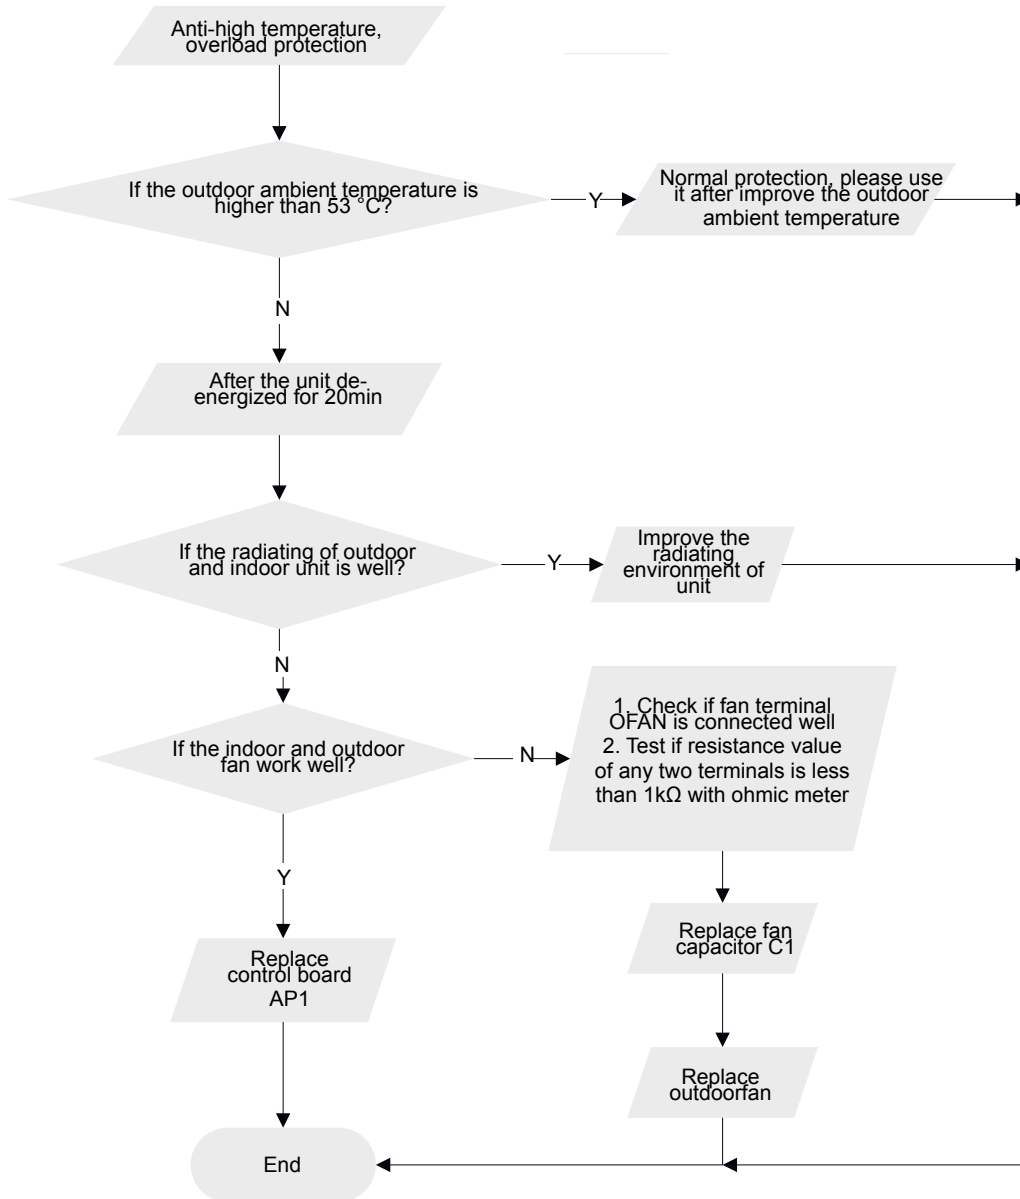 Anti-high temperature,
overload protection
If the outdoor ambient temperature is
higher than 53 °C?
Y
Normal protection, please use
it after improve the outdoor
ambient temperature
N
After the unit de-
energized for 20min
If the radiating of outdoor
and indoor unit is well?
Y
Improve the
radiating
environment of
unit
N
If the indoor and outdoor
fan work well?
N
1. Check if fan terminal
OFAN is connected well
2. Test if resistance value
of any two terminals is less
than 1kΩ with ohmic meter
Y
Replace fan
capacitor C1
Replace
control board
AP1
Replace
outdoorfan
End